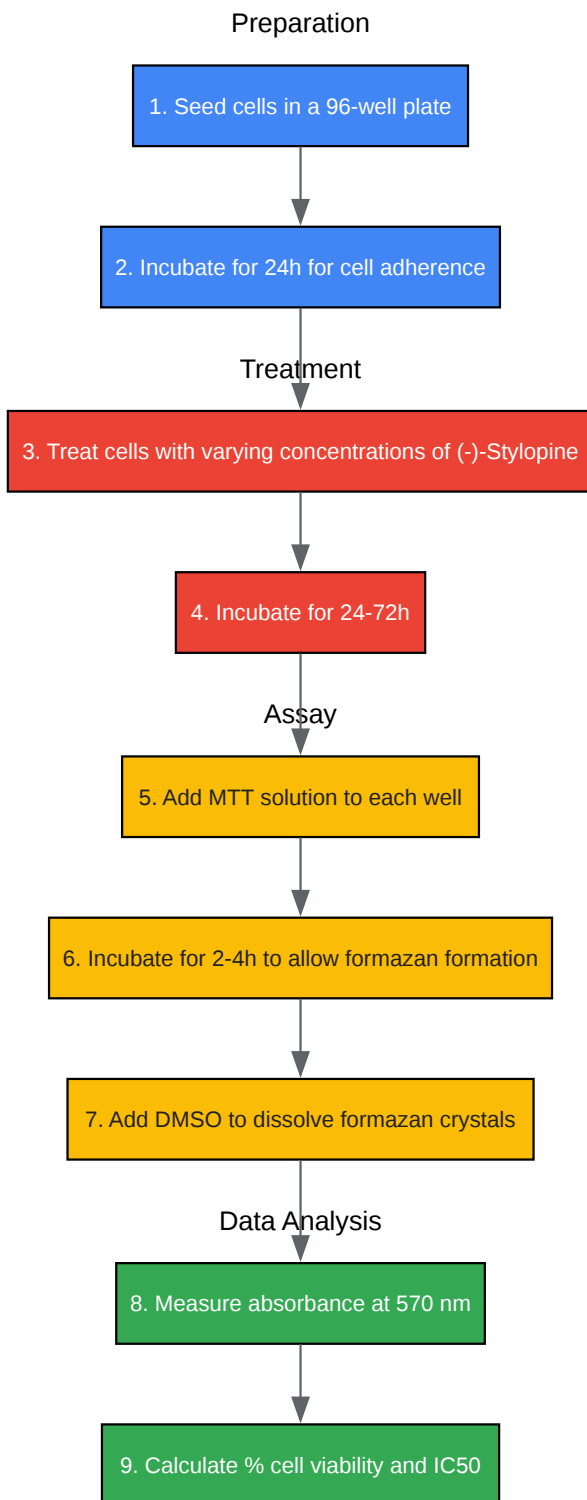 Preparation
1. Seed cells in a 96-well plate
2. Incubate for 24h for cell adherence
Treatment
3. Treat cells with varying concentrations of (-)-Stylopine
4. Incubate for 24-72h
Assay
5. Add MTT solution to each well
6. Incubate for 2-4h to allow formazan formation
7. Add DMSO to dissolve formazan crystals
Data Analysis
8. Measure absorbance at 570 nm
9. Calculate % cell viability and IC50